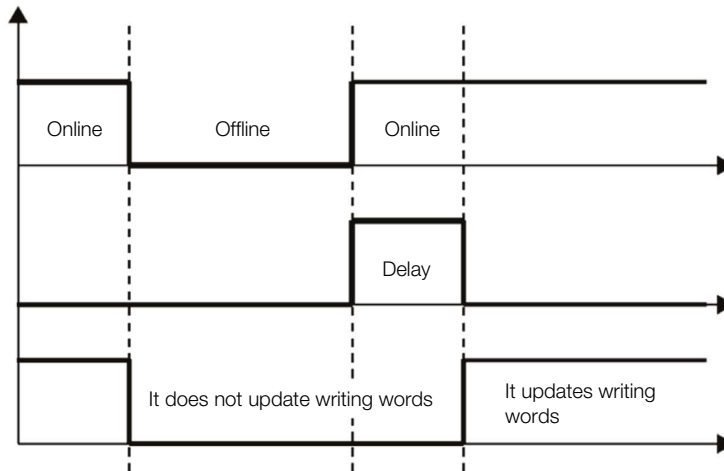 Online
Offline
Online
Delay
It does not update writing words
It updates writing
words